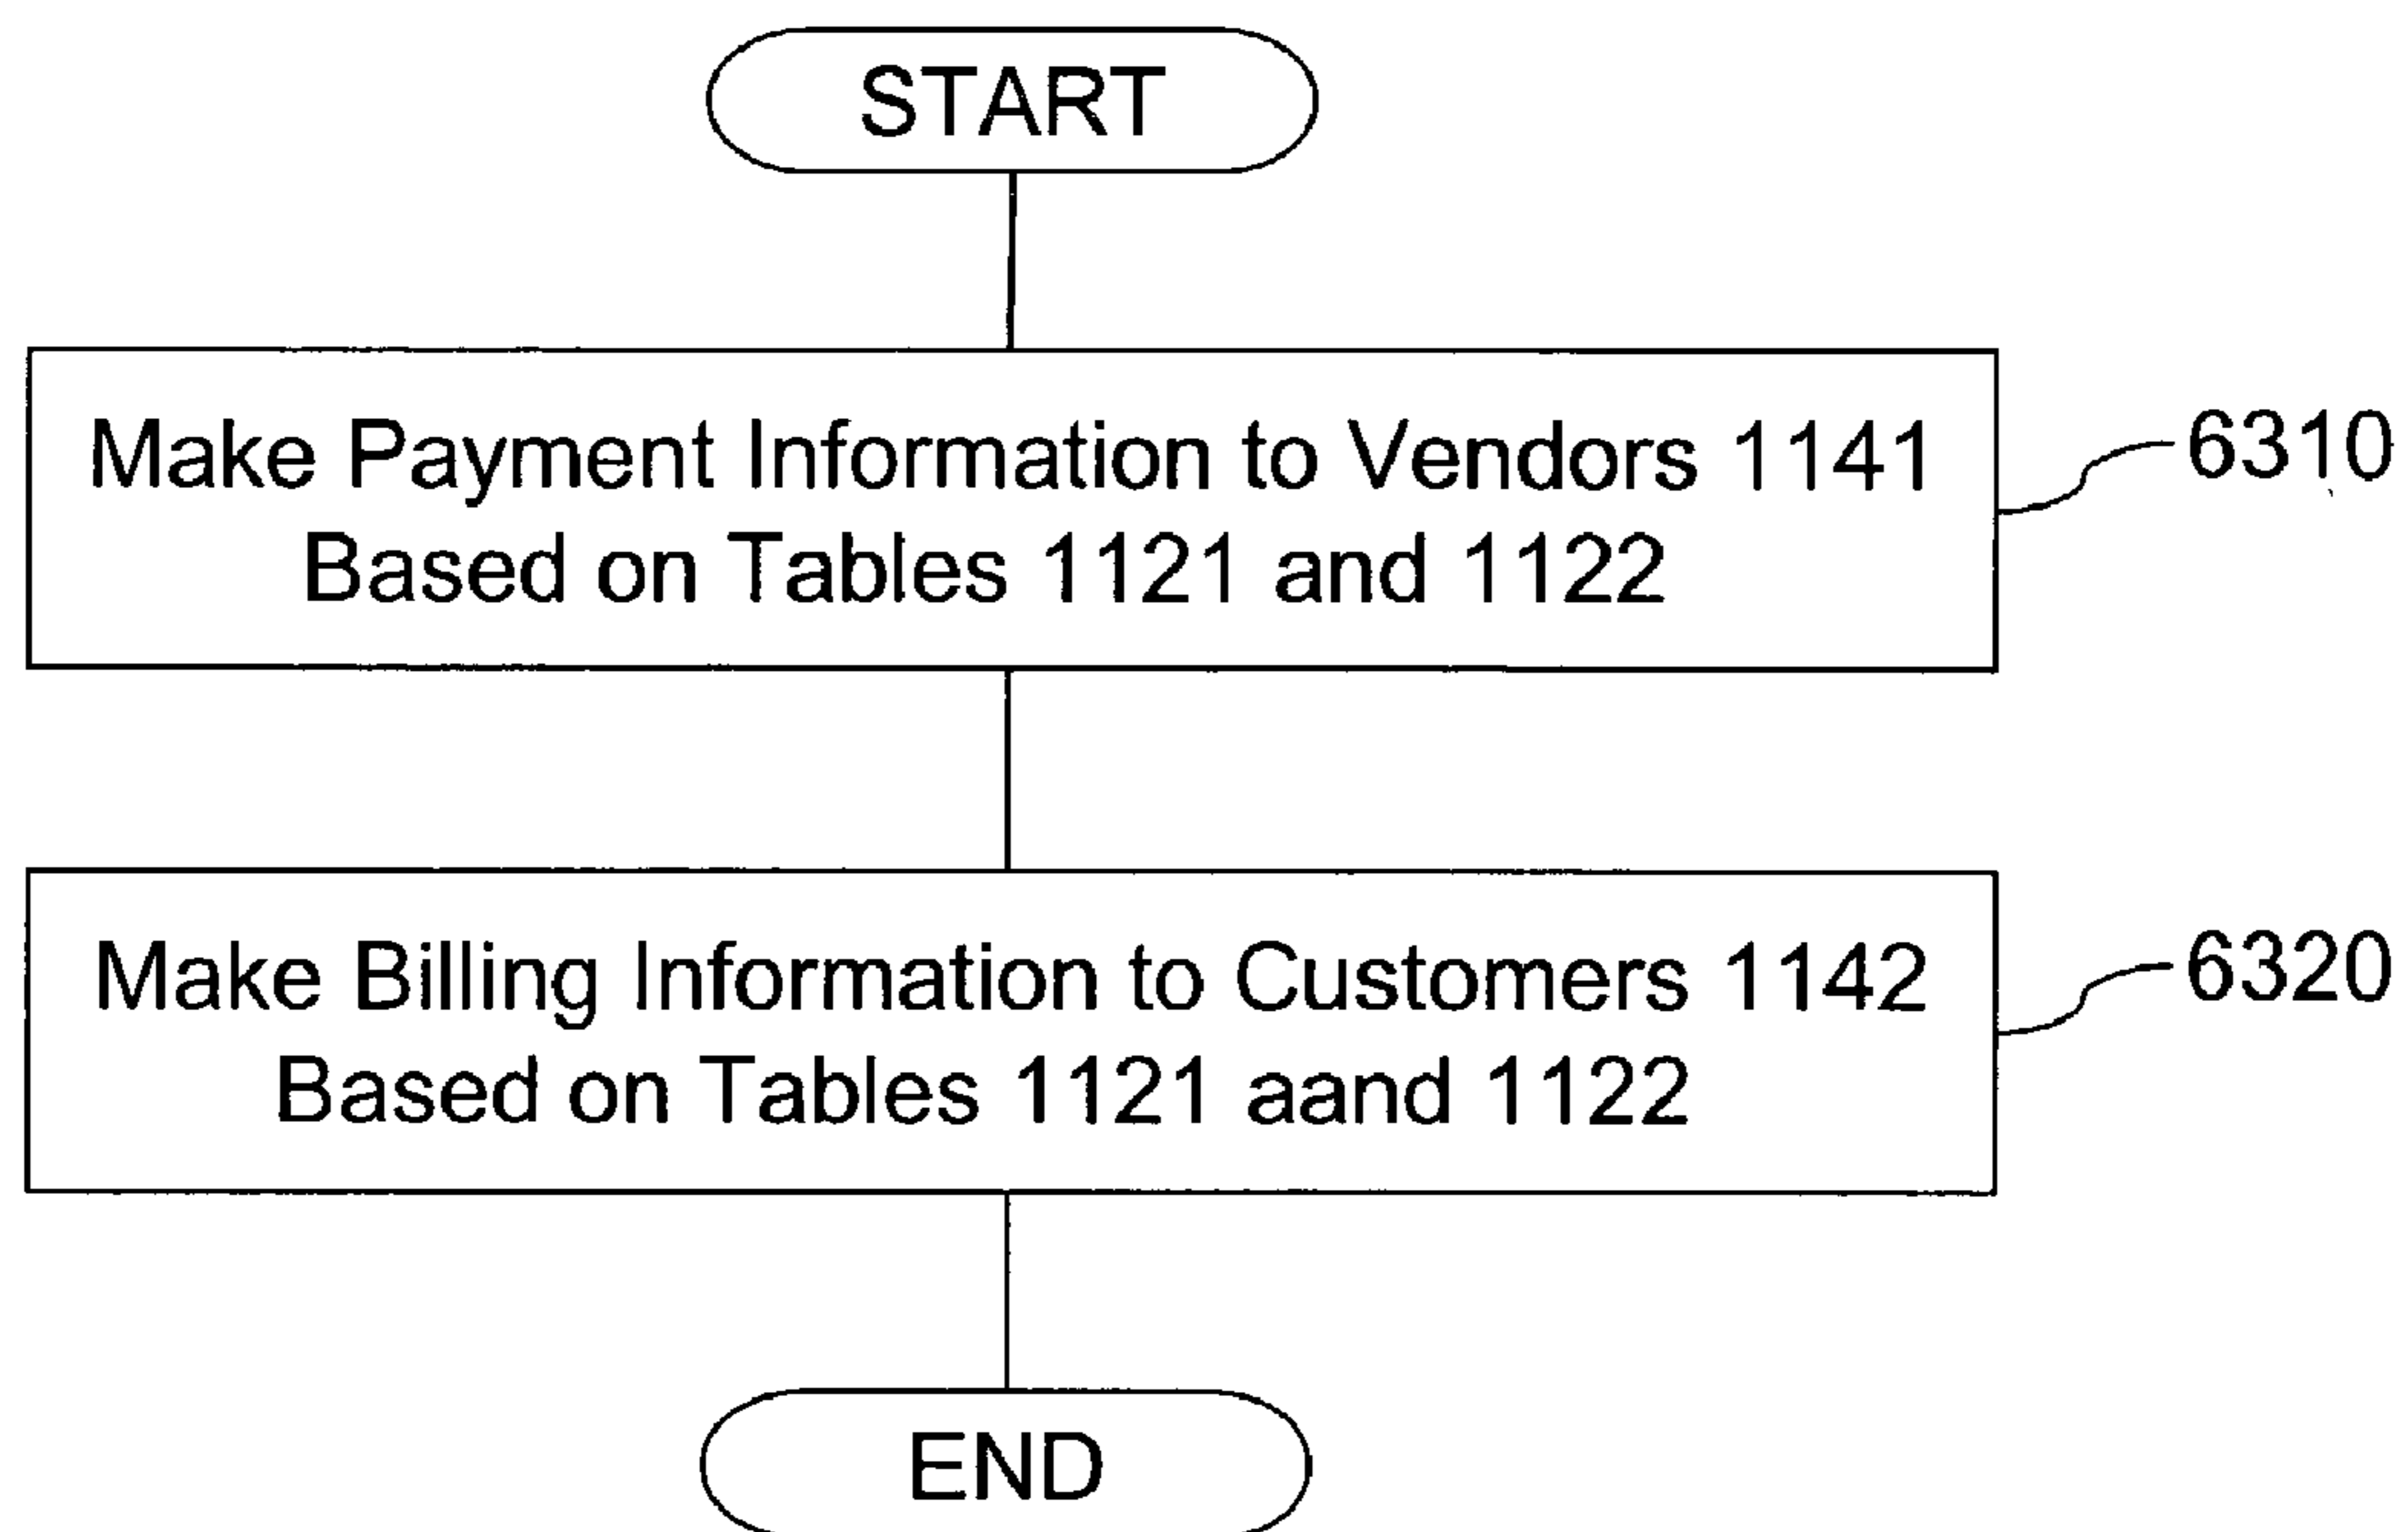 START
Make Payment Information to Vendors 1141
Based on Tables 1121 and 1122
6310
Make Billing Information to Customers 1142
Based on Tables 1121 aand 1122
6320
END